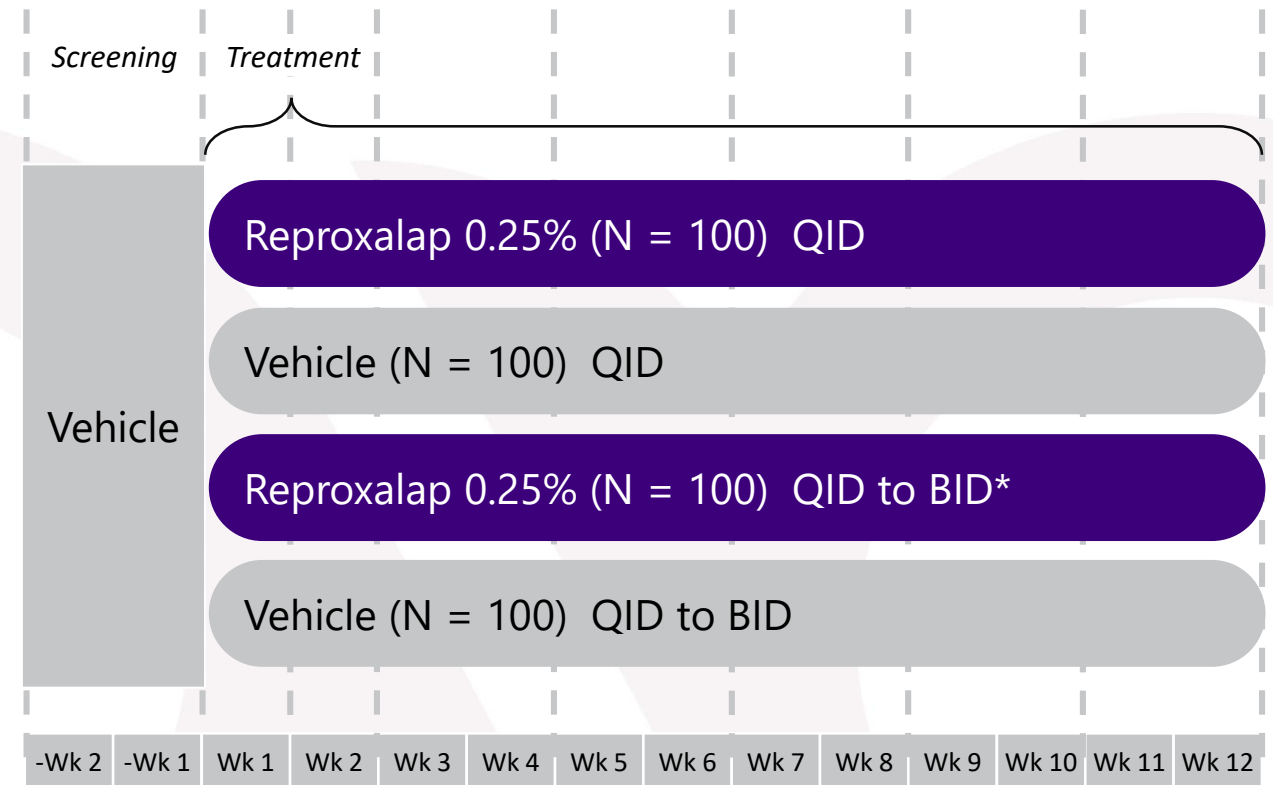 Screening Treatment
Reproxalap 0.25% (N = 100) QID
Vehicle (N = 100) QID
Vehicle
Reproxalap 0.25% (N = 100) QID to BID*
Vehicle (N = 100) QID to BID
-Wk 2 -Wk 1 Wk 1 Wk 2 Wk 3 Wk 4 Wk 5 Wk 6 Wk 7 Wk 8 Wk 9 Wk 10 Wk 11 Wk 12